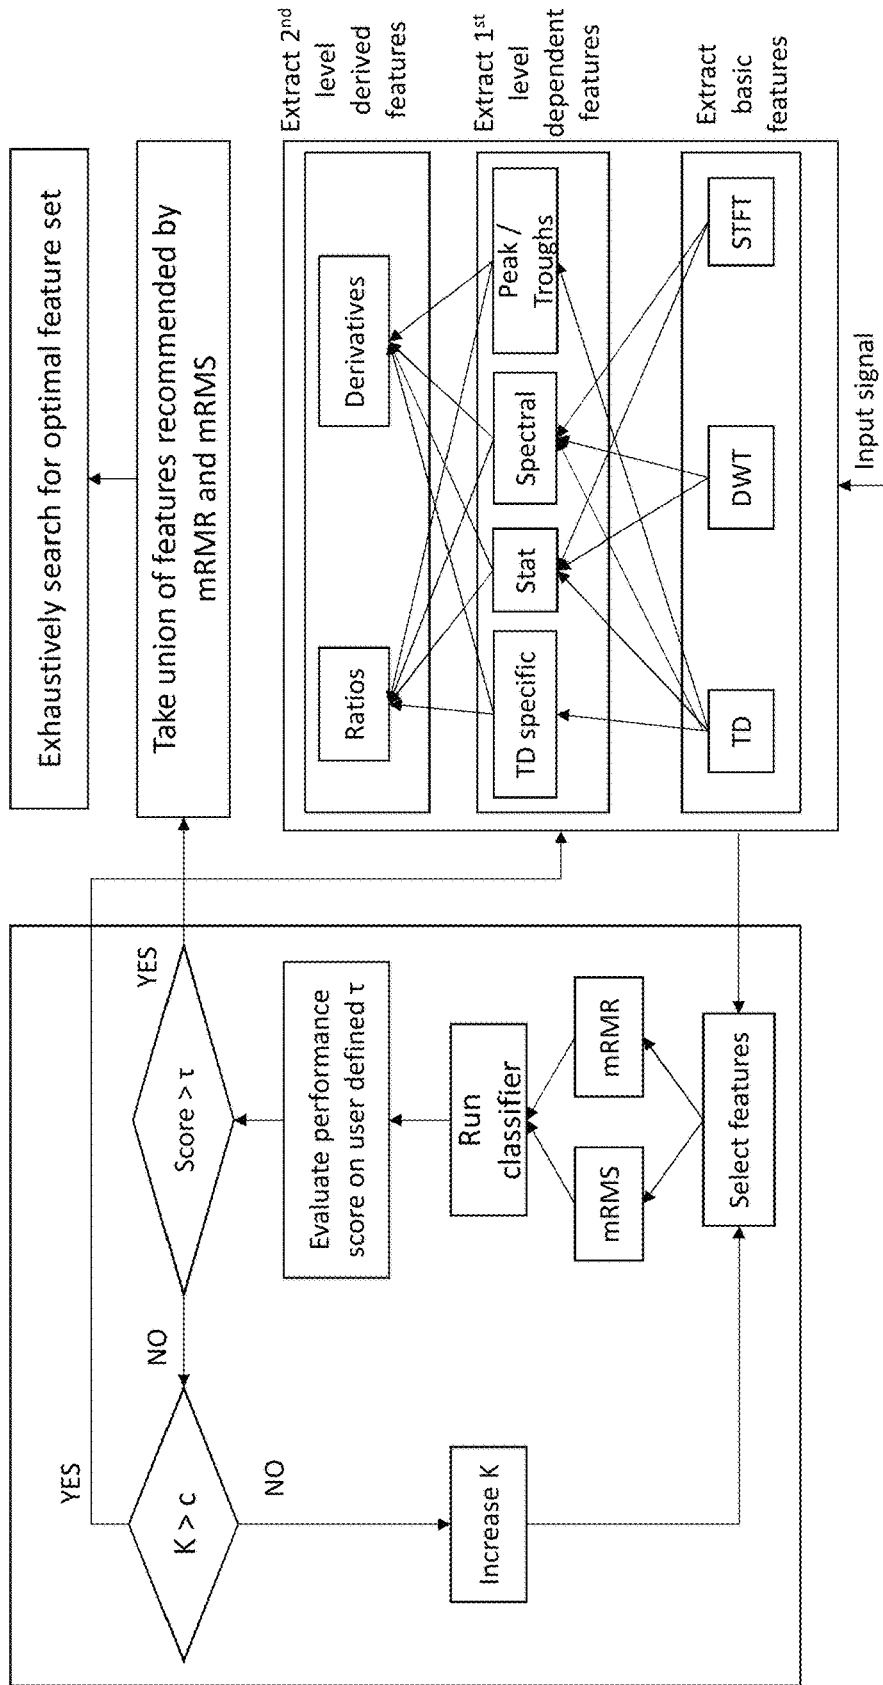 Exhaustively search for optimal feature set
Take union of features recommended by
mRMR and mRMS
Extract 2nd
level
derived
features
Ratios
Derivatives
Extract 1st
level
dependent
features
TD specific
Stat
Spectral
Peak /
Troughs
Extract
basic
features
TD
DWT
STFT
Input signal
YES
K > c
NO
NO
Score > τ
YES
Evaluate performance
score on user defined τ
Run
classifier
Increase K
mRMS
mRMR
Select features